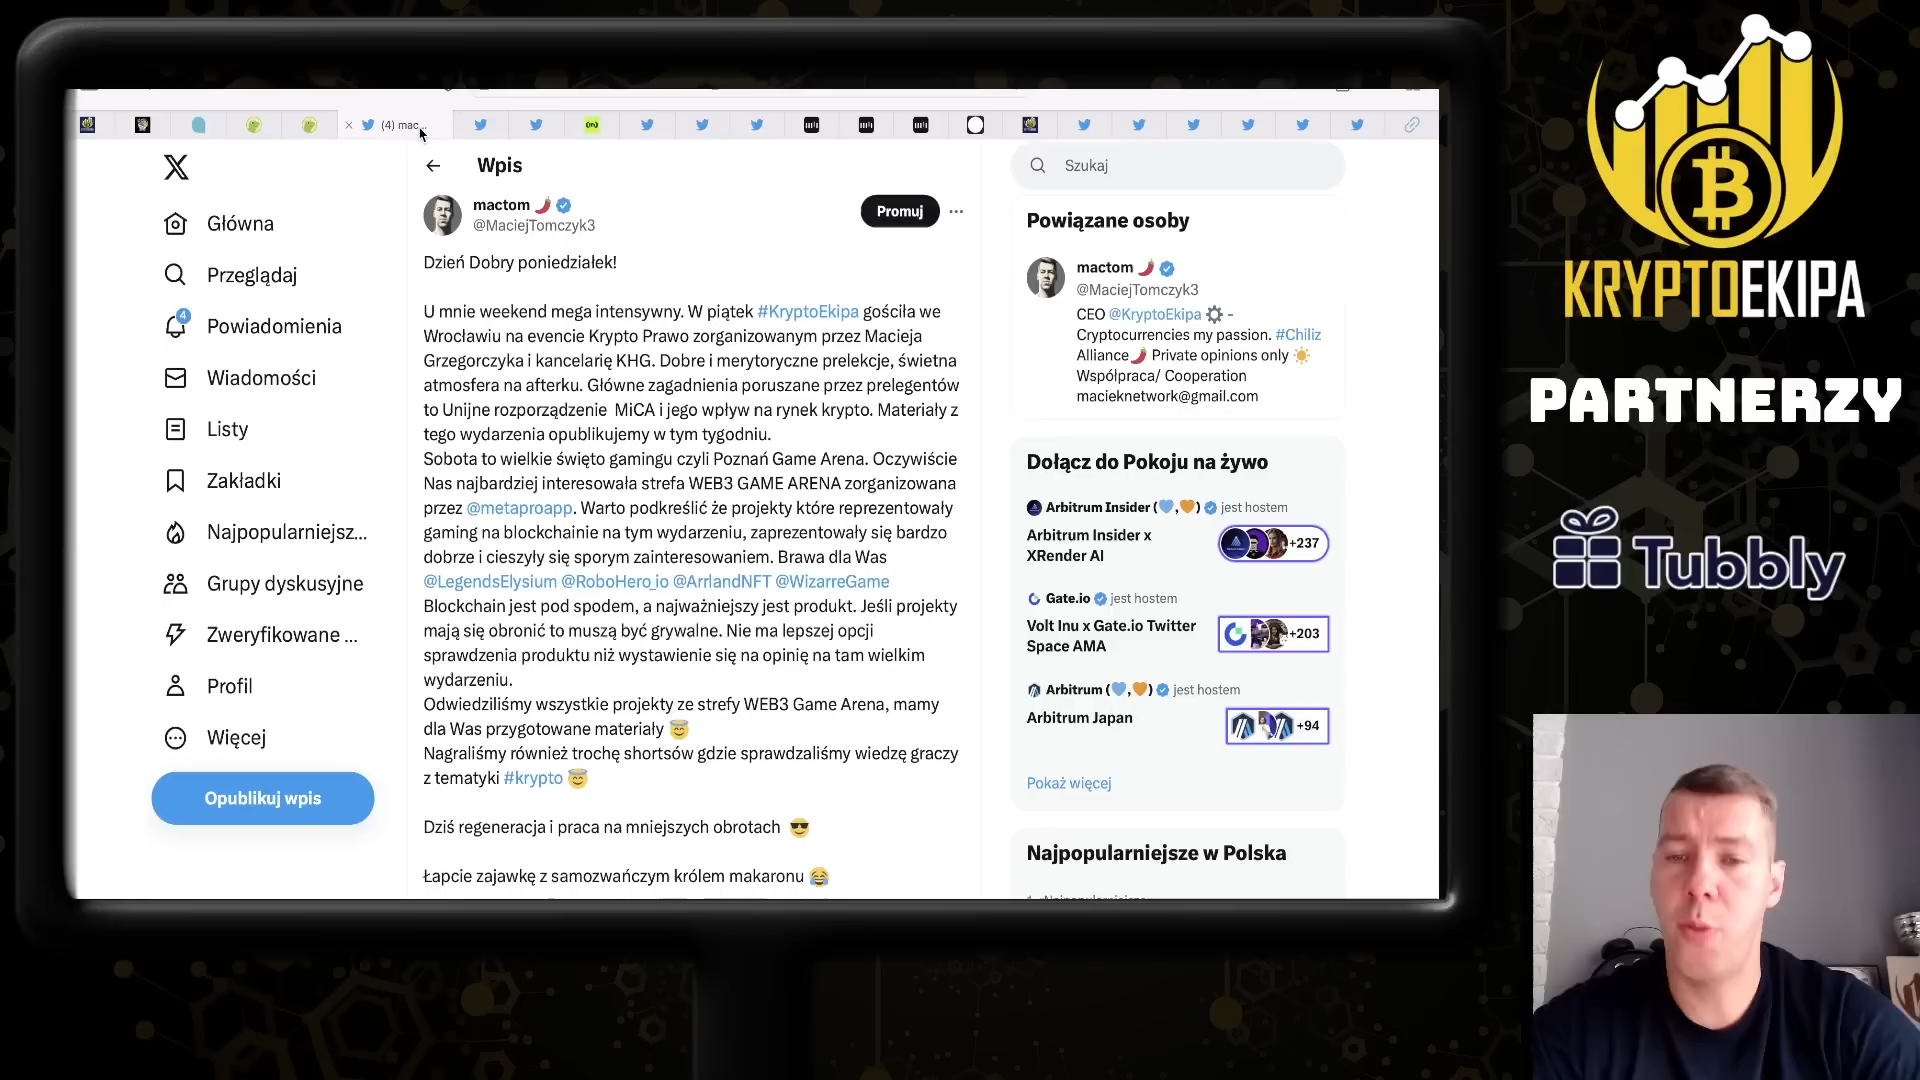 (4) mac...
Wpis
Szukaj
mactom
@MaciejTomczyk3
Promuj
Główna
Przeglądaj
4
Powiadomienia
Wiadomości
Listy
Zakładki
Najpopularniejsz...
Grupy dyskusyjne
Zweryfikowane ...
Profil
Więcej
Opublikuj wpis
Dzień Dobry poniedziałek!
U mnie weekend mega intensywny. W piątek #KryptoEkipa gościła we
Wrocławiu na evencie Krypto Prawo zorganizowanym przez Macieja
Grzegorczyka i kancelarię KHG. Dobre i merytoryczne prelekcje, świetna
atmosfera na afterku. Główne zagadnienia poruszane przez prelegentów
to Unijne rozporządzenie MiCA i jego wpływ na rynek krypto. Materiały z
tego wydarzenia opublikujemy w tym tygodniu.
Sobota to wielkie święto gamingu czyli Poznań Game Arena. Oczywiście
Nas najbardziej interesowała strefa WEB3 GAME ARENA zorganizowana
przez @metaproapp. Warto podkreślić że projekty które reprezentowały
gaming na blockchainie na tym wydarzeniu, zaprezentowały się bardzo
dobrze i cieszyły się sporym zainteresowaniem. Brawa dla Was
@LegendsElysium @RoboHero_io @ArrlandNFT @WizarreGame
Blockchain jest pod spodem, a najważniejszy jest produkt. Jeśli projekty
mają się obronić to muszą być grywalne. Nie ma lepszej opcji
sprawdzenia produktu niż wystawienie się na opinię na tam wielkim
wydarzeniu.
Odwiedziliśmy wszystkie projekty ze strefy WEB3 Game Arena, mamy
dla Was przygotowane materiały 😇
Nagraliśmy również trochę shortsów gdzie sprawdzaliśmy wiedzę graczy
z tematyki #krypto 😇
Dziś regeneracja i praca na mniejszych obrotach 😎
Łapcie zajawkę z samozwańczym królem makaronu 😂
Powiązane osoby
mactom
@MaciejTomczyk3
CEO @KryptoEkipa ⚙️ -
Cryptocurrencies my passion. #Chiliz
Alliance🌶️ Private opinions only ☀️
Współpraca/ Cooperation
macieknetwork@gmail.com
Dołącz do Pokoju na żywo
Arbitrum Insider (💙,🧡) jest hostem
Arbitrum Insider x
XRender AI
+237
Gate.io jest hostem
Volt Inu x Gate.io Twitter
Space AMA
+203
Arbitrum (💙,🧡) jest hostem
Arbitrum Japan
+94
Pokaż więcej
Najpopularniejsze w Polska
KRYPTOEKIPA
PARTNERZY
Tubbly